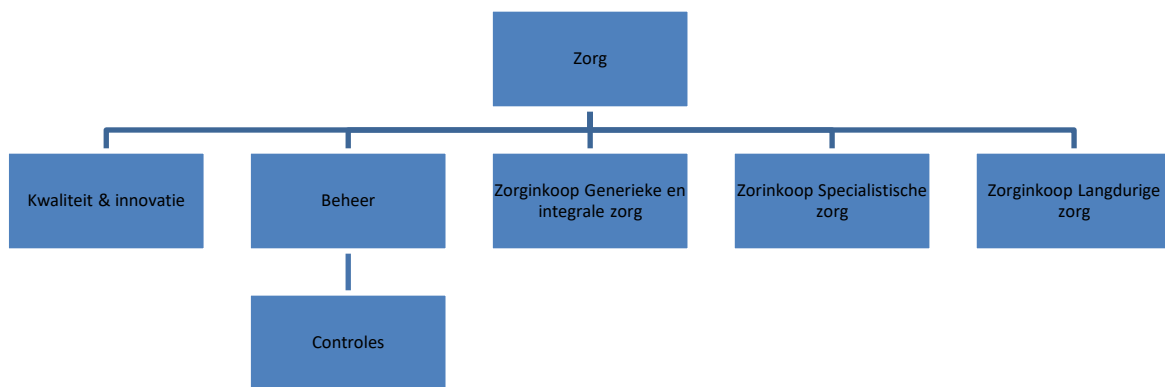 Zorg
Kwaliteit & innovatie
Beheer
Zorginkoop Generieke en
integrale zorg
Zorinkoop Specialistische
zorg
Zorginkoop Langdurige
zorg
Controles